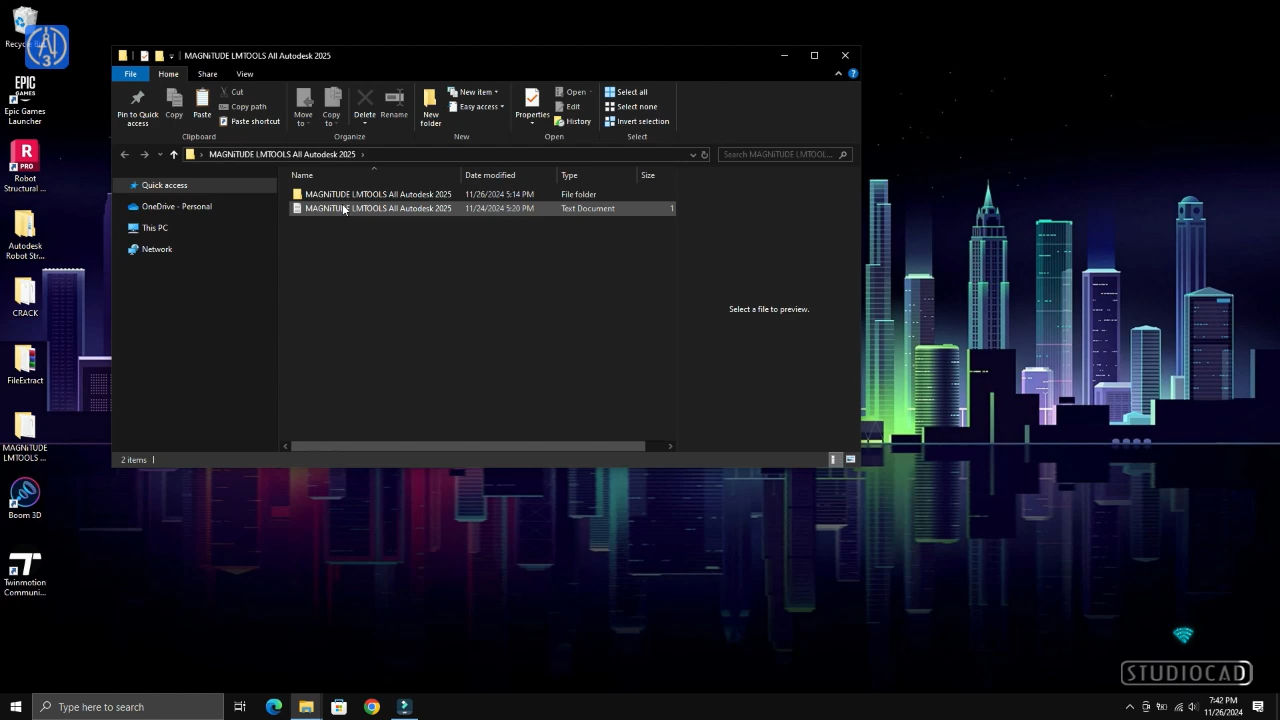 Recycle Bin
3
EPIC
GAMES
Epic Games
Launcher
R
PRO
Robot
Structural ...
Autodesk
Robot Str...
CRACK
FileExtract
MAGNiTUDE
LMTOOLS ...
Boom 3D
Twinmotion
Communi...
MAGNiTUDE LMTOOLS All Autodesk 2025
File Home Share View
Pin to Quick
access
Copy
Paste
Cut
Copy path
Paste shortcut
Clipboard
Move
to
Copy
to
Delete
Rename
Organize
New
folder
New item
Easy access
New
Properties
Open
Edit
History
Open
Select all
Select none
Invert selection
Select
MAGNiTUDE LMTOOLS All Autodesk 2025
Search MAGNiTUDE LMTOOL...
Quick access
OneDrive - Personal
This PC
Network
Name Date modified Type Size
MAGNiTUDE LMTOOLS All Autodesk 2025 11/26/2024 5:14 PM File folder
MAGNiTUDE LMTOOLS All Autodesk 2025 11/24/2024 5:20 PM Text Document 1
Select a file to preview.
2 items
STUDIOCAD
Type here to search
7:42 PM
11/26/2024